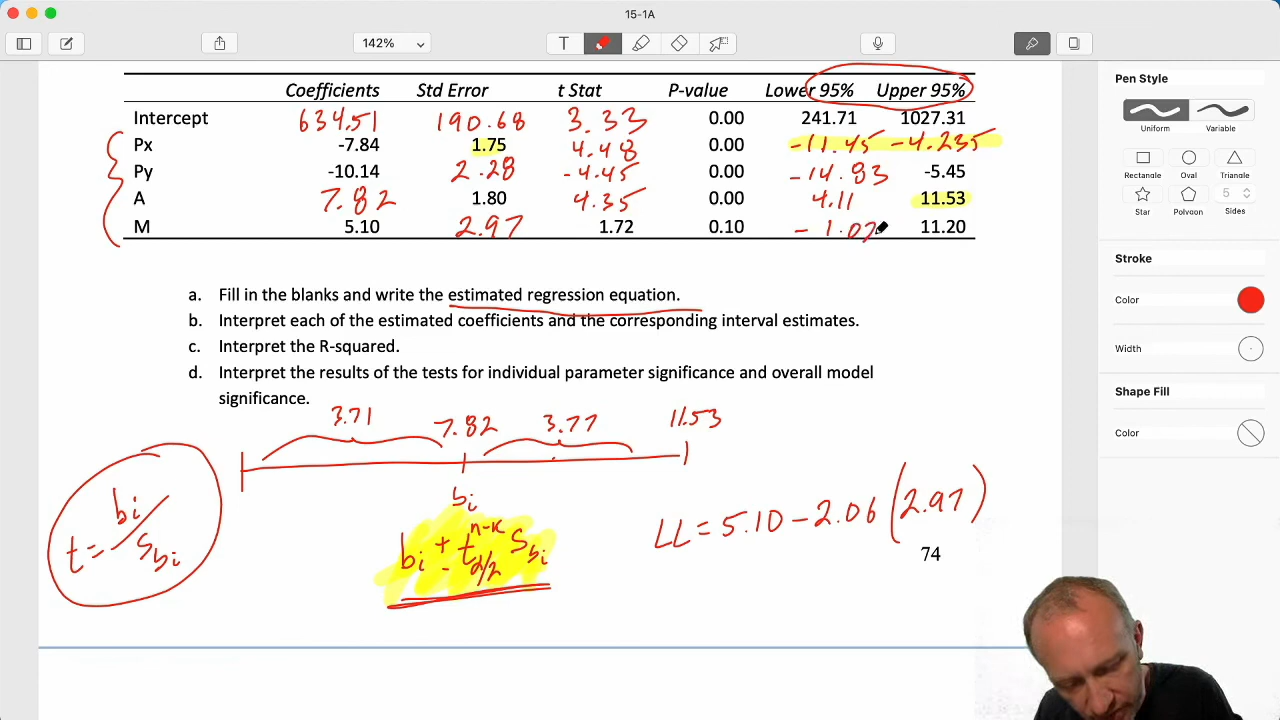 15-1A
142%
T
Coefficients Std Error t Stat P-value Lower 95% Upper 95%
Intercept 634.51 190.68 3.33 0.00 241.71 1027.31
Px -7.84 1.75 4.48 0.00 -11.45 -4.235
Py -10.14 2.28 -4.45 0.00 -14.83 -5.45
A 7.82 1.80 4.35 0.00 4.11 11.53
M 5.10 2.97 1.72 0.10 -1.02 11.20
a. Fill in the blanks and write the estimated regression equation.
b. Interpret each of the estimated coefficients and the corresponding interval estimates.
c. Interpret the R-squared.
d. Interpret the results of the tests for individual parameter significance and overall model
significance.
3.71 7.82 3.77 11.53
bi
t = bi/Sbi
bi ± t n-k α/2 Sbi
LL = 5.10 - 2.06 (2.97)
74
Pen Style
Uniform Variable
Rectangle Oval Triangle
Star Polygon 5 Sides
Stroke
Color
Width
Shape Fill
Color